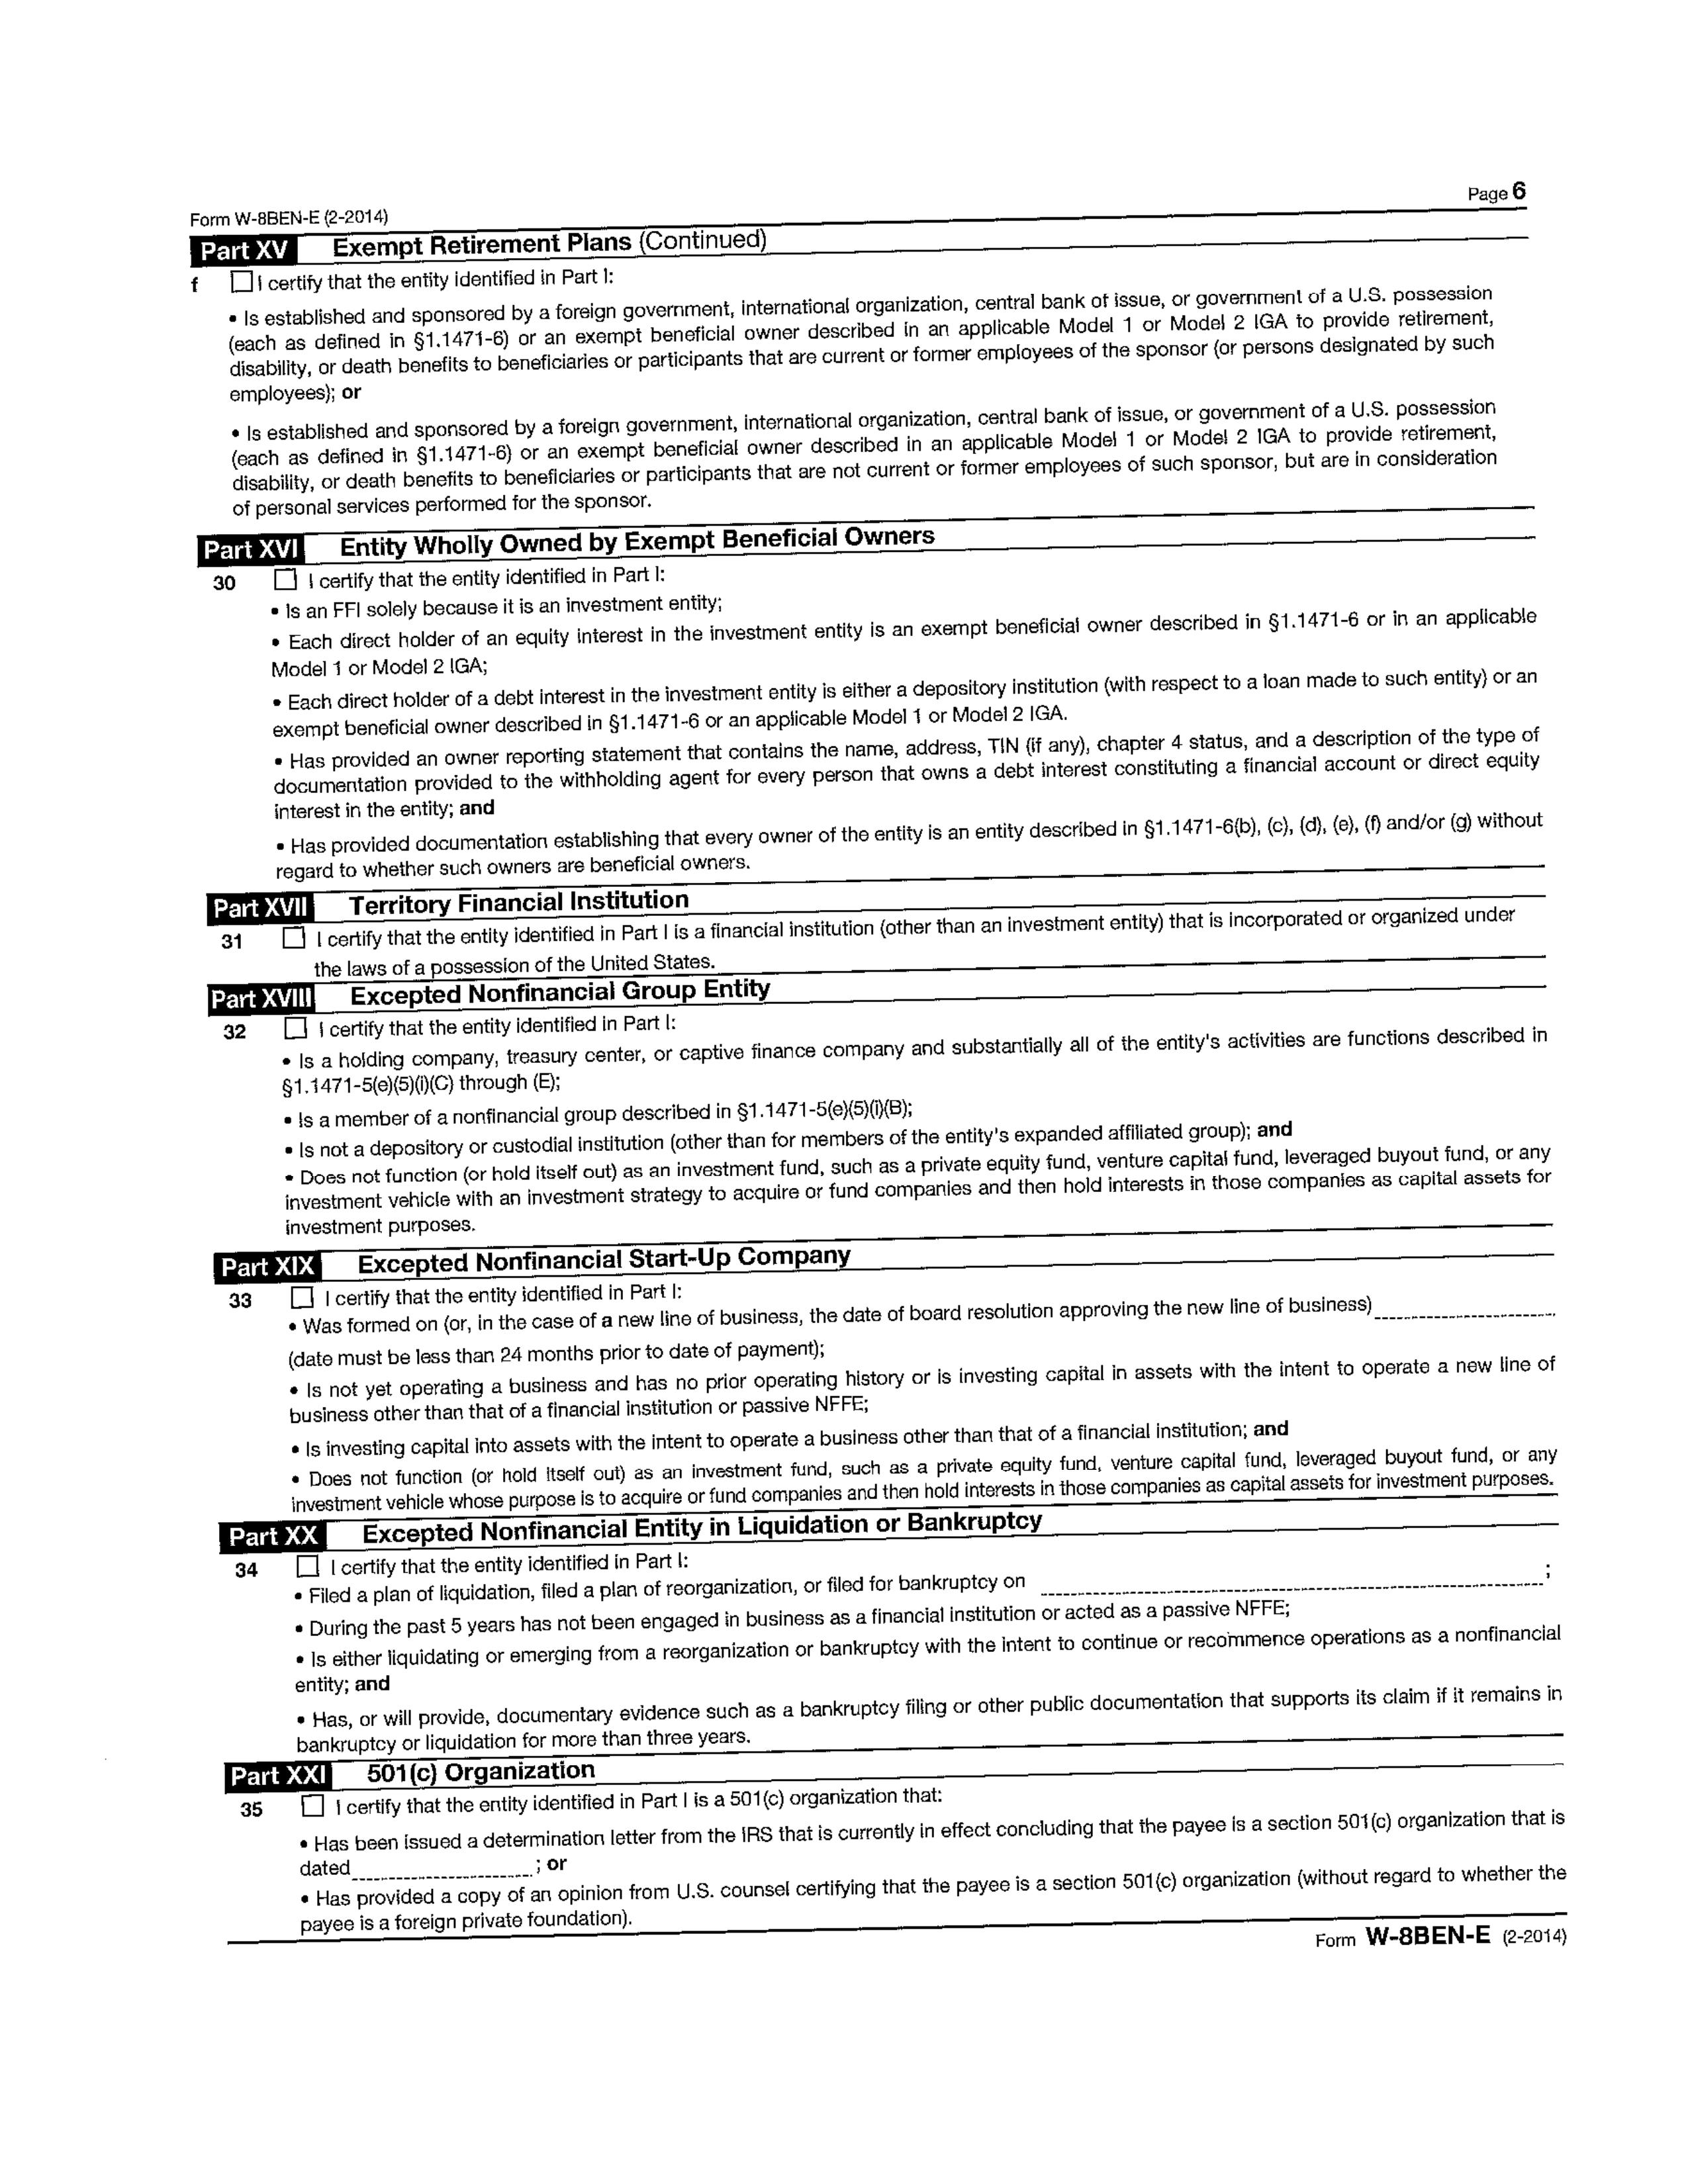 Form W-8BEN-E (2-2014)
Page 6
Part XV Exempt Retirement Plans (Continued)
f ☐ I certify that the entity identified in Part I:
• Is established and sponsored by a foreign government, international organization, central bank of issue, or government of a U.S. possession
(each as defined in §1.1471-6) or an exempt beneficial owner described in an applicable Model 1 or Model 2 IGA to provide retirement,
disability, or death benefits to beneficiaries or participants that are current or former employees of the sponsor (or persons designated by such
employees); or
• Is established and sponsored by a foreign government, international organization, central bank of issue, or government of a U.S. possession
(each as defined in §1.1471-6) or an exempt beneficial owner described in an applicable Model 1 or Model 2 IGA to provide retirement,
disability, or death benefits to beneficiaries or participants that are not current or former employees of such sponsor, but are in consideration
of personal services performed for the sponsor.
Part XVI Entity Wholly Owned by Exempt Beneficial Owners
30 ☐ I certify that the entity identified in Part I:
• Is an FFI solely because it is an investment entity;
• Each direct holder of an equity interest in the investment entity is an exempt beneficial owner described in §1.1471-6 or in an applicable
Model 1 or Model 2 IGA;
• Each direct holder of a debt interest in the investment entity is either a depository institution (with respect to a loan made to such entity) or an
exempt beneficial owner described in §1.1471-6 or an applicable Model 1 or Model 2 IGA.
• Has provided an owner reporting statement that contains the name, address, TIN (if any), chapter 4 status, and a description of the type of
documentation provided to the withholding agent for every person that owns a debt interest constituting a financial account or direct equity
interest in the entity; and
• Has provided documentation establishing that every owner of the entity is an entity described in §1.1471-6(b), (c), (d), (e), (f) and/or (g) without
regard to whether such owners are beneficial owners.
Part XVII Territory Financial Institution
31 ☐ I certify that the entity identified in Part I is a financial institution (other than an investment entity) that is incorporated or organized under
the laws of a possession of the United States.
Part XVIII Excepted Nonfinancial Group Entity
32 ☐ I certify that the entity identified in Part I:
• Is a holding company, treasury center, or captive finance company and substantially all of the entity's activities are functions described in
§1.1471-5(e)(5)(i)(C) through (E);
• Is a member of a nonfinancial group described in §1.1471-5(e)(5)(i)(B);
• Is not a depository or custodial institution (other than for members of the entity's expanded affiliated group); and
• Does not function (or hold itself out) as an investment fund, such as a private equity fund, venture capital fund, leveraged buyout fund, or any
investment vehicle with an investment strategy to acquire or fund companies and then hold interests in those companies as capital assets for
investment purposes.
Part XIX Excepted Nonfinancial Start-Up Company
33 ☐ I certify that the entity identified in Part I:
• Was formed on (or, in the case of a new line of business, the date of board resolution approving the new line of business)
(date must be less than 24 months prior to date of payment);
• Is not yet operating a business and has no prior operating history or is investing capital in assets with the intent to operate a new line of
business other than that of a financial institution or passive NFFE;
• Is investing capital into assets with the intent to operate a business other than that of a financial institution; and
• Does not function (or hold itself out) as an investment fund, such as a private equity fund, venture capital fund, leveraged buyout fund, or any
investment vehicle whose purpose is to acquire or fund companies and then hold interests in those companies as capital assets for investment purposes.
Part XX Excepted Nonfinancial Entity in Liquidation or Bankruptcy
34 ☐ I certify that the entity identified in Part I:
• Filed a plan of liquidation, filed a plan of reorganization, or filed for bankruptcy on ;
• During the past 5 years has not been engaged in business as a financial institution or acted as a passive NFFE;
• Is either liquidating or emerging from a reorganization or bankruptcy with the intent to continue or recommence operations as a nonfinancial
entity; and
• Has, or will provide, documentary evidence such as a bankruptcy filing or other public documentation that supports its claim if it remains in
bankruptcy or liquidation for more than three years.
Part XXI 501(c) Organization
35 ☐ I certify that the entity identified in Part I is a 501(c) organization that:
• Has been issued a determination letter from the IRS that is currently in effect concluding that the payee is a section 501(c) organization that is
dated ; or
• Has provided a copy of an opinion from U.S. counsel certifying that the payee is a section 501(c) organization (without regard to whether the
payee is a foreign private foundation).
Form W-8BEN-E (2-2014)